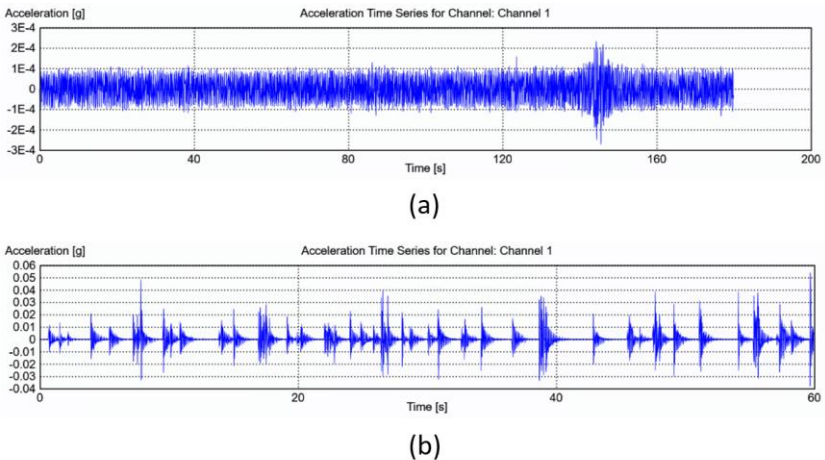 Acceleration [g] Acceleration Time Series for Channel: Channel 1
3E-4
2E-4
1E-4
0
-1E-4
-2E-4
-3E-4
0 40 80 120 160 200
Time [s]
(a)
Acceleration [g] Acceleration Time Series for Channel: Channel 1
0.06
0.05
0.04
0.03
0.02
0.01
0
-0.01
-0.02
-0.03
-0.04
0 20 40 60
Time [s]
(b)